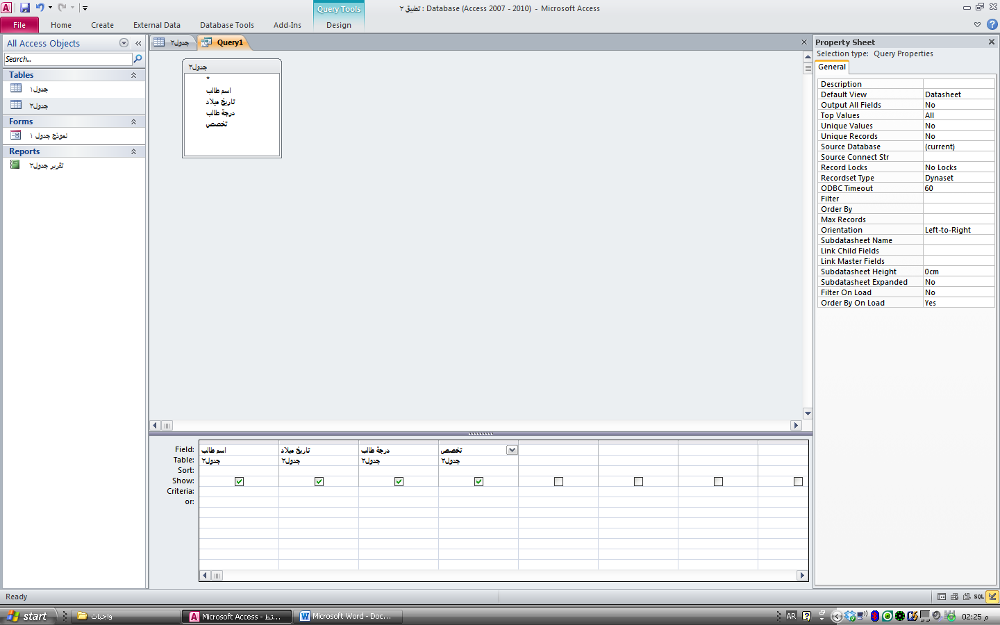 Query Tools
تطبيق ٢ : Database (Access 2007 - 2010) - Microsoft Access
File Home Create External Data Database Tools Add-Ins Design
All Access Objects
Search...
Tables
جدول١
جدول٢
Forms
نموذج جدول ١
Reports
تقرير جدول٢
جدول٢ Query1
جدول٢
*
اسم طالب
تاريخ ميلاد
درجة طالب
تخصص
Field: اسم طالب تاريخ ميلاد درجة طالب تخصص
Table: جدول٢ جدول٢ جدول٢ جدول٢
Sort:
Show:
Criteria:
or:
Property Sheet
Selection type: Query Properties
General
Description
Default View Datasheet
Output All Fields No
Top Values All
Unique Values No
Unique Records No
Source Database (current)
Source Connect Str
Record Locks No Locks
Recordset Type Dynaset
ODBC Timeout 60
Filter
Order By
Max Records
Orientation Left-to-Right
Subdatasheet Name
Link Child Fields
Link Master Fields
Subdatasheet Height 0cm
Subdatasheet Expanded No
Filter On Load No
Order By On Load Yes
Ready
SQL
start واجبات Microsoft Access - تط... Microsoft Word - Doc... AR 02:25 م